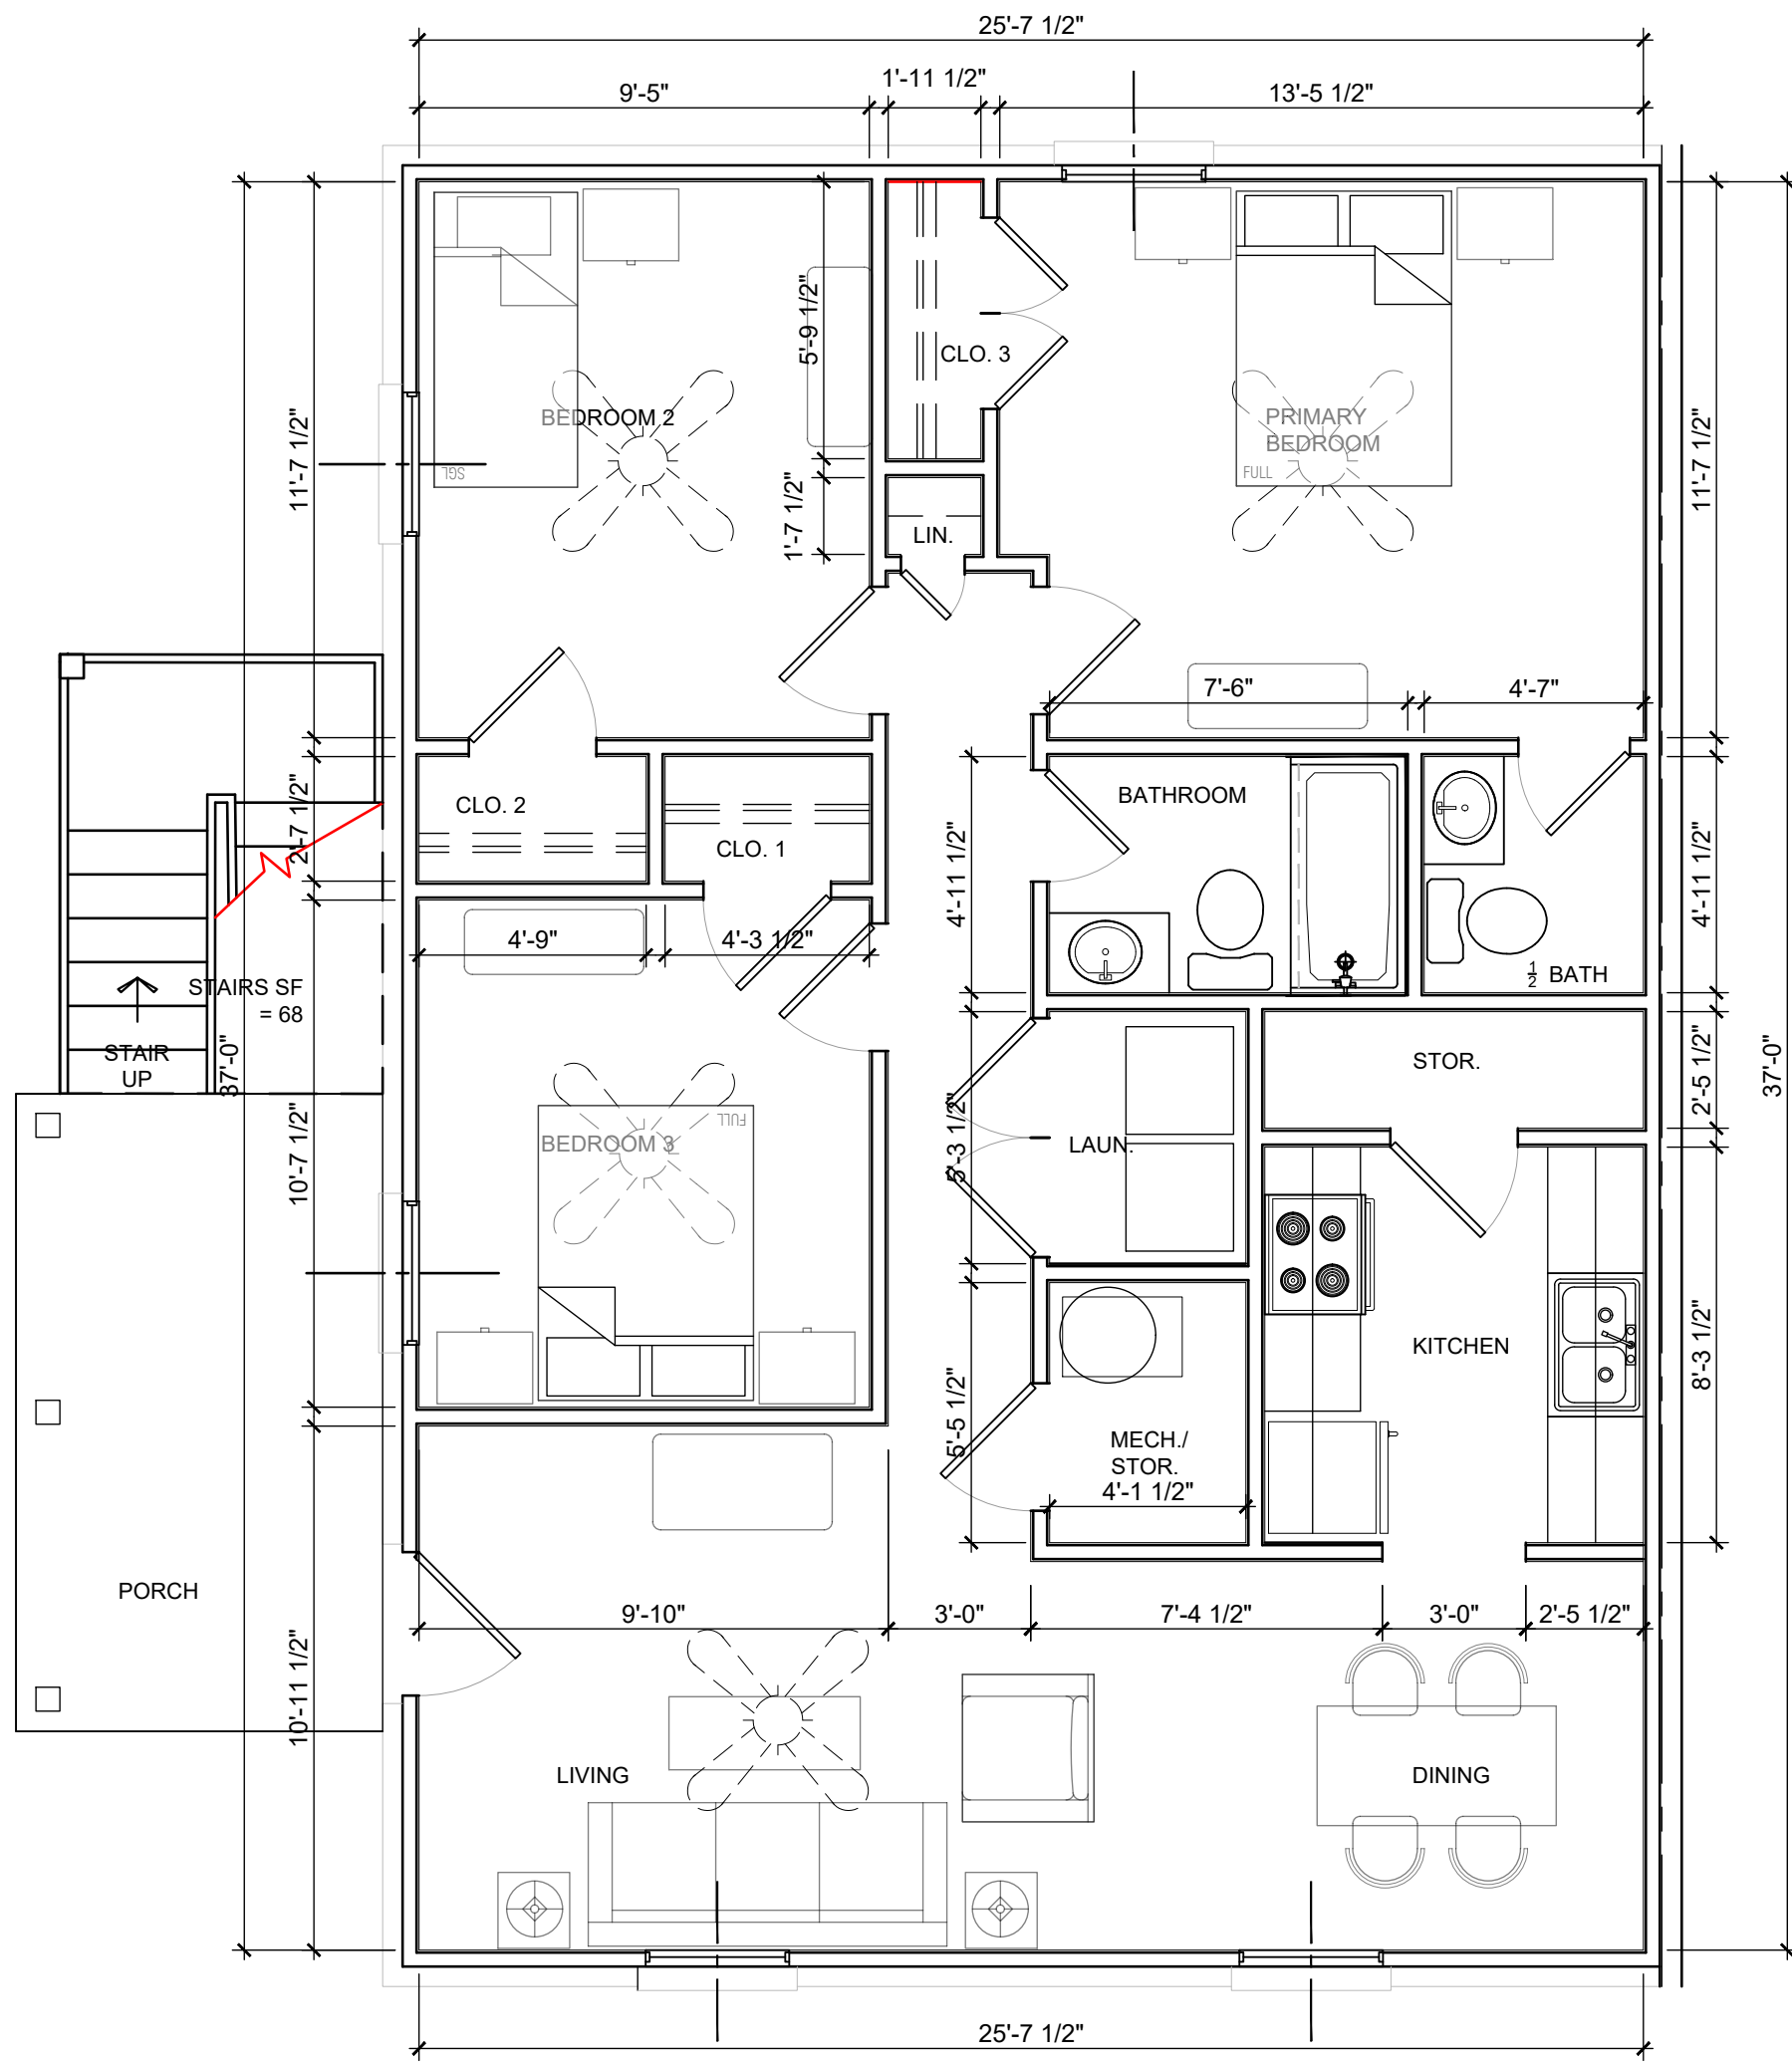 25'-7 1/2"
9'-5"
1'-11 1/2"
13'-5 1/2"
5'-9 1/2"
CLO. 3
BEDROOM 2
PRIMARY
BEDROOM
SGL
FULL
11'-7 1/2"
11'-7 1/2"
1'-7 1/2"
LIN.
7'-6"
4'-7"
CLO. 2
2'-7 1/2"
CLO. 1
BATHROOM
4'-11 1/2"
4'-11 1/2"
4'-9"
4'-3 1/2"
1/2 BATH
STAIRS SF
= 68
STAIR
UP
37'-0"
37'-0"
STOR.
2'-5 1/2"
10'-7 1/2"
BEDROOM 3
FULL
5'-3 1/2"
LAUN.
KITCHEN
8'-3 1/2"
5'-5 1/2"
MECH./
STOR.
4'-1 1/2"
PORCH
9'-10"
3'-0"
7'-4 1/2"
3'-0"
2'-5 1/2"
10'-11 1/2"
LIVING
DINING
25'-7 1/2"